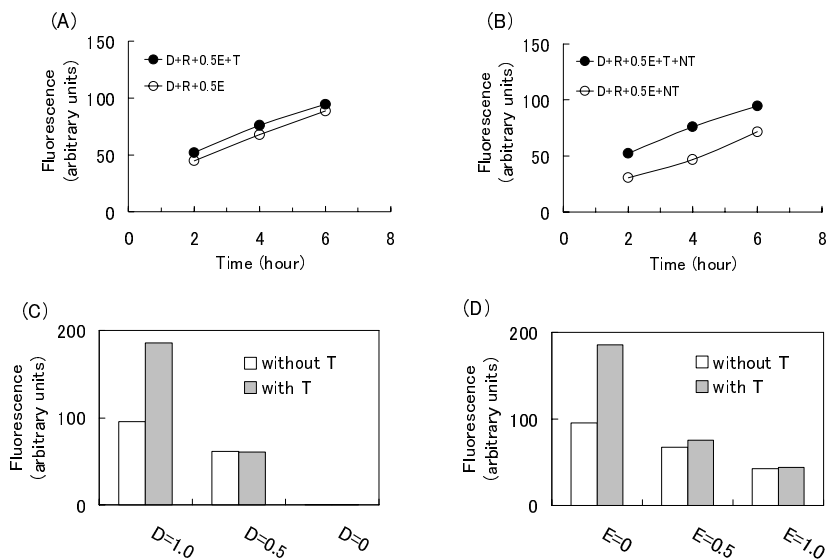 (A)
150
100
50
0
Fluorescence
(arbitrary units)
D+R+0.5E+T
D+R+0.5E
0 2 4 6 8
Time (hour)
(B)
150
100
50
0
Fluorescence
(arbitrary units)
D+R+0.5E+T+NT
D+R+0.5E+NT
0 2 4 6 8
Time (hour)
(C)
200
100
0
Fluorescence
(arbitrary units)
without T
with T
D=1.0 D=0.5 D=0
(D)
200
100
0
Fluorescence
(arbitrary units)
without T
with T
E=0 E=0.5 E=1.0